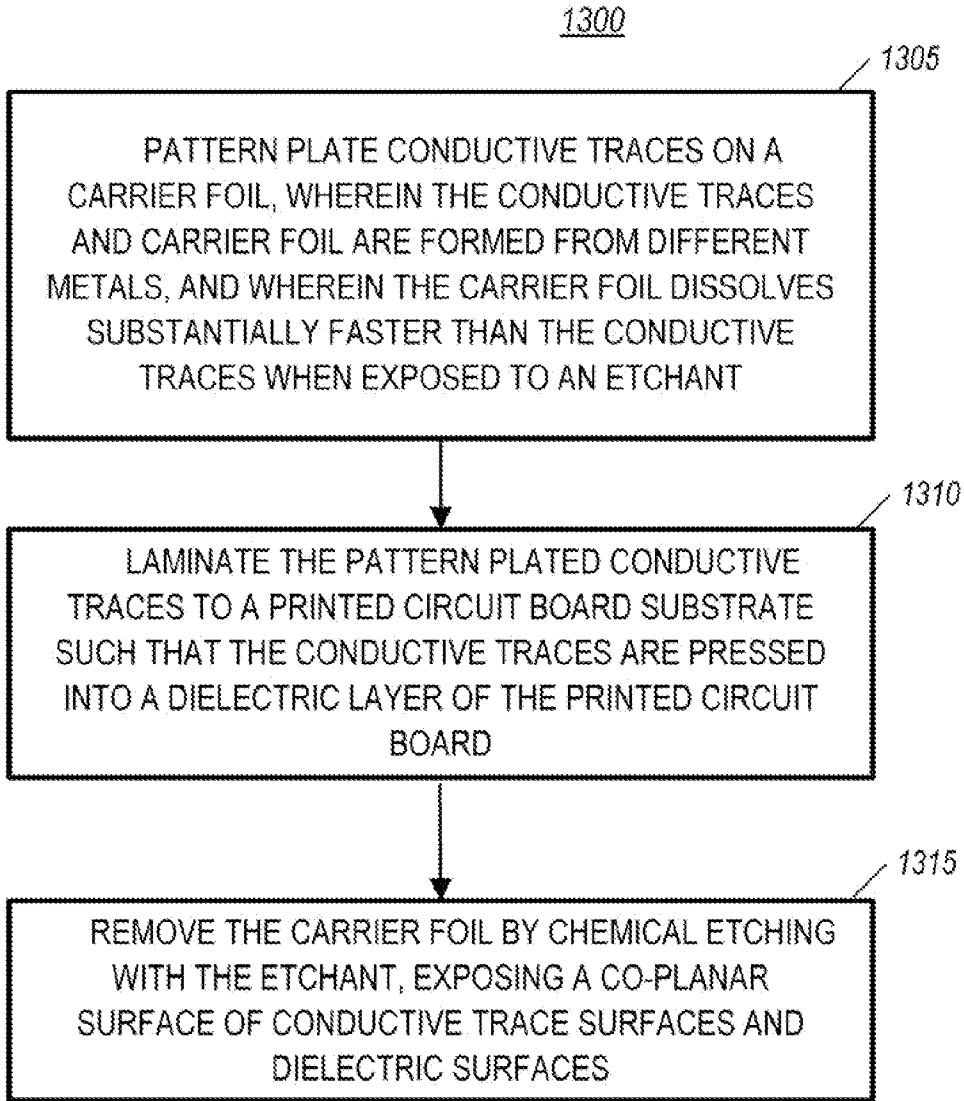 1300
1305
PATTERN PLATE CONDUCTIVE TRACES ON A
CARRIER FOIL, WHEREIN THE CONDUCTIVE TRACES
AND CARRIER FOIL ARE FORMED FROM DIFFERENT
METALS, AND WHEREIN THE CARRIER FOIL DISSOLVES
SUBSTANTIALLY FASTER THAN THE CONDUCTIVE
TRACES WHEN EXPOSED TO AN ETCHANT
1310
LAMINATE THE PATTERN PLATED CONDUCTIVE
TRACES TO A PRINTED CIRCUIT BOARD SUBSTRATE
SUCH THAT THE CONDUCTIVE TRACES ARE PRESSED
INTO A DIELECTRIC LAYER OF THE PRINTED CIRCUIT
BOARD
1315
REMOVE THE CARRIER FOIL BY CHEMICAL ETCHING
WITH THE ETCHANT, EXPOSING A CO-PLANAR
SURFACE OF CONDUCTIVE TRACE SURFACES AND
DIELECTRIC SURFACES